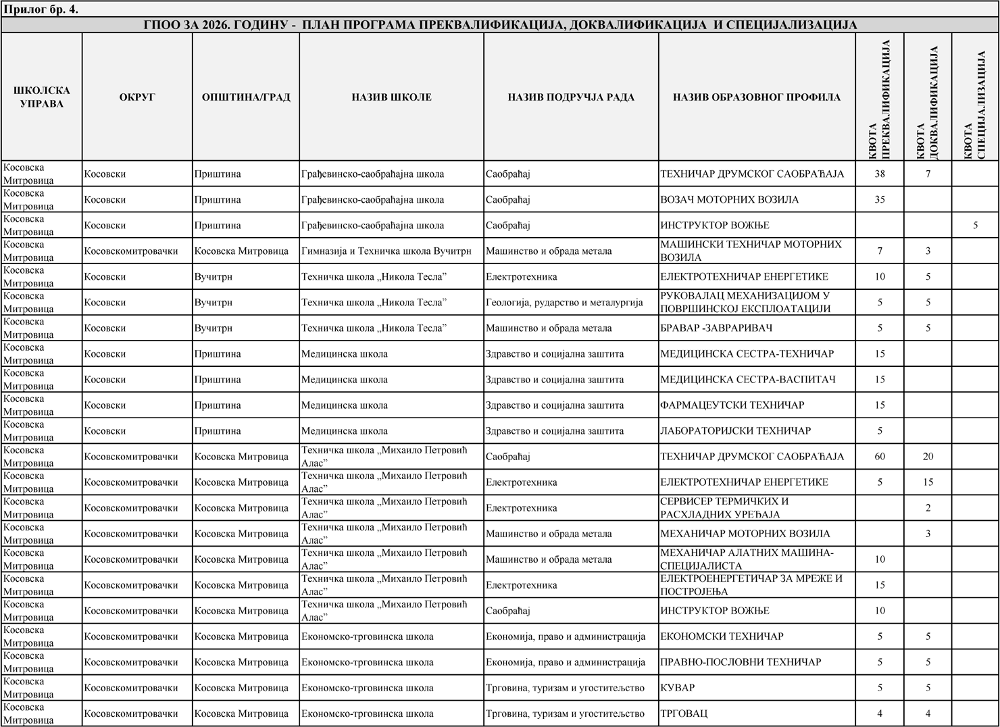 Прилог бр. 4.
ГПОО ЗА 2026. ГОДИНУ - ПЛАН ПРОГРАМА ПРЕКВАЛИФИКАЦИЈА, ДОКВАЛИФИКАЦИЈА И СПЕЦИЈАЛИЗАЦИЈА
ШКОЛСКА УПРАВА ОКРУГ ОПШТИНА/ГРАД НАЗИВ ШКОЛЕ НАЗИВ ПОДРУЧЈА РАДА НАЗИВ ОБРАЗОВНОГ ПРОФИЛА КВОТА ПРЕКВАЛИФИКАЦИЈА КВОТА ДОКВАЛИФИКАЦИЈА КВОТА СПЕЦИЈАЛИЗАЦИЈА
Косовска Митровица Косовски Приштина Грађевинско-саобраћајна школа Саобраћај ТЕХНИЧАР ДРУМСКОГ САОБРАЋАЈА 38 7
Косовска Митровица Косовски Приштина Грађевинско-саобраћајна школа Саобраћај ВОЗАЧ МОТОРНИХ ВОЗИЛА 35
Косовска Митровица Косовски Приштина Грађевинско-саобраћајна школа Саобраћај ИНСТРУКТОР ВОЖЊЕ 5
Косовска Митровица Косовскомитровачки Косовска Митровица Гимназија и Техничка школа Вучитрн Машинство и обрада метала МАШИНСКИ ТЕХНИЧАР МОТОРНИХ ВОЗИЛА 7 3
Косовска Митровица Косовски Вучитрн Техничка школа „Никола Тесла” Електротехника ЕЛЕКТРОТЕХНИЧАР ЕНЕРГЕТИКЕ 10 5
Косовска Митровица Косовски Вучитрн Техничка школа „Никола Тесла” Геологија, рударство и металургија РУКОВАЛАЦ МЕХАНИЗАЦИЈОМ У ПОВРШИНСКОЈ ЕКСПЛОАТАЦИЈИ 5 5
Косовска Митровица Косовски Вучитрн Техничка школа „Никола Тесла” Машинство и обрада метала БРАВАР -ЗАВРАРИВАЧ 5 5
Косовска Митровица Косовски Приштина Медицинска школа Здравство и социјална заштита МЕДИЦИНСКА СЕСТРА-ТЕХНИЧАР 15
Косовска Митровица Косовски Приштина Медицинска школа Здравство и социјална заштита МЕДИЦИНСКА СЕСТРА-ВАСПИТАЧ 15
Косовска Митровица Косовски Приштина Медицинска школа Здравство и социјална заштита ФАРМАЦЕУТСКИ ТЕХНИЧАР 15
Косовска Митровица Косовски Приштина Медицинска школа Здравство и социјална заштита ЛАБОРАТОРИЈСКИ ТЕХНИЧАР 5
Косовска Митровица Косовскомитровачки Косовска Митровица Техничка школа „Михаило Петровић Алас” Саобраћај ТЕХНИЧАР ДРУМСКОГ САОБРАЋАЈА 60 20
Косовска Митровица Косовскомитровачки Косовска Митровица Техничка школа „Михаило Петровић Алас” Електротехника ЕЛЕКТРОТЕХНИЧАР ЕНЕРГЕТИКЕ 5 15
Косовска Митровица Косовскомитровачки Косовска Митровица Техничка школа „Михаило Петровић Алас” Електротехника СЕРВИСЕР ТЕРМИЧКИХ И РАСХЛАДНИХ УРЕЂАЈА 2
Косовска Митровица Косовскомитровачки Косовска Митровица Техничка школа „Михаило Петровић Алас” Машинство и обрада метала МЕХАНИЧАР МОТОРНИХ ВОЗИЛА 3
Косовска Митровица Косовскомитровачки Косовска Митровица Техничка школа „Михаило Петровић Алас” Машинство и обрада метала МЕХАНИЧАР АЛАТНИХ МАШИНА-СПЕЦИЈАЛИСТА 10
Косовска Митровица Косовскомитровачки Косовска Митровица Техничка школа „Михаило Петровић Алас” Електротехника ЕЛЕКТРОЕНЕРГЕТИЧАР ЗА МРЕЖЕ И ПОСТРОЈЕЊА 15
Косовска Митровица Косовскомитровачки Косовска Митровица Техничка школа „Михаило Петровић Алас” Саобраћај ИНСТРУКТОР ВОЖЊЕ 10
Косовска Митровица Косовскомитровачки Косовска Митровица Економско-трговинска школа Економија, право и администрација ЕКОНОМСКИ ТЕХНИЧАР 5 5
Косовска Митровица Косовскомитровачки Косовска Митровица Економско-трговинска школа Економија, право и администрација ПРАВНО-ПОСЛОВНИ ТЕХНИЧАР 5 5
Косовска Митровица Косовскомитровачки Косовска Митровица Економско-трговинска школа Трговина, туризам и угоститељство КУВАР 5 5
Косовска Митровица Косовскомитровачки Косовска Митровица Економско-трговинска школа Трговина, туризам и угоститељство ТРГОВАЦ 4 4